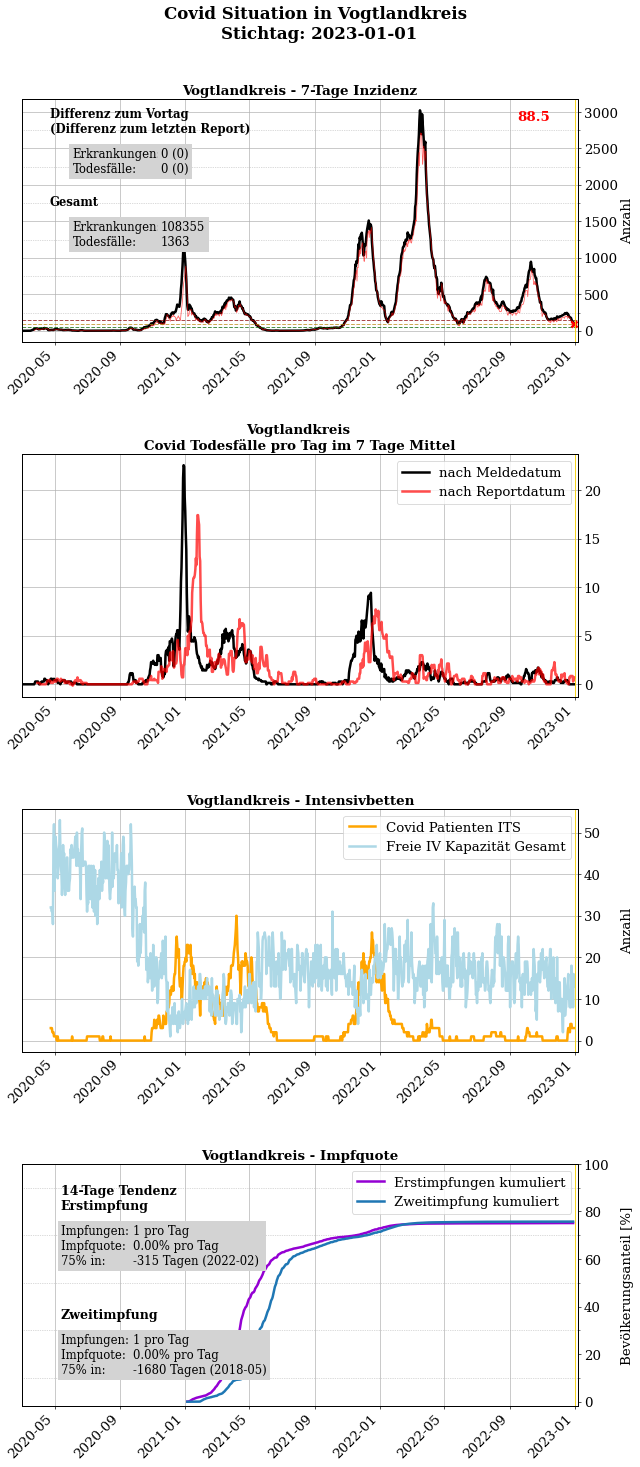 Covid Situation in Vogtlandkreis
Stichtag: 2023-01-01
Vogtlandkreis - 7-Tage Inzidenz
Differenz zum Vortag
(Differenz zum letzten Report)
Erkrankungen 0 (0)
Todesfälle: 0 (0)
Gesamt
Erkrankungen 108355
Todesfälle: 1363
88.5
3000
2500
2000
1500
1000
500
0
Anzahl
2020-05
2020-09
2021-01
2021-05
2021-09
2022-01
2022-05
2022-09
2023-01
Vogtlandkreis
Covid Todesfälle pro Tag im 7 Tage Mittel
nach Meldedatum
nach Reportdatum
20
15
10
5
0
2020-05
2020-09
2021-01
2021-05
2021-09
2022-01
2022-05
2022-09
2023-01
Vogtlandkreis - Intensivbetten
Covid Patienten ITS
Freie IV Kapazität Gesamt
50
40
30
20
10
0
Anzahl
2020-05
2020-09
2021-01
2021-05
2021-09
2022-01
2022-05
2022-09
2023-01
Vogtlandkreis - Impfquote
14-Tage Tendenz
Erstimpfung
Impfungen: 1 pro Tag
Impfquote: 0.00% pro Tag
75% in: -315 Tagen (2022-02)
Zweitimpfung
Impfungen: 1 pro Tag
Impfquote: 0.00% pro Tag
75% in: -1680 Tagen (2018-05)
Erstimpfungen kumuliert
Zweitimpfung kumuliert
100
80
60
40
20
0
Bevölkerungsanteil [%]
2020-05
2020-09
2021-01
2021-05
2021-09
2022-01
2022-05
2022-09
2023-01